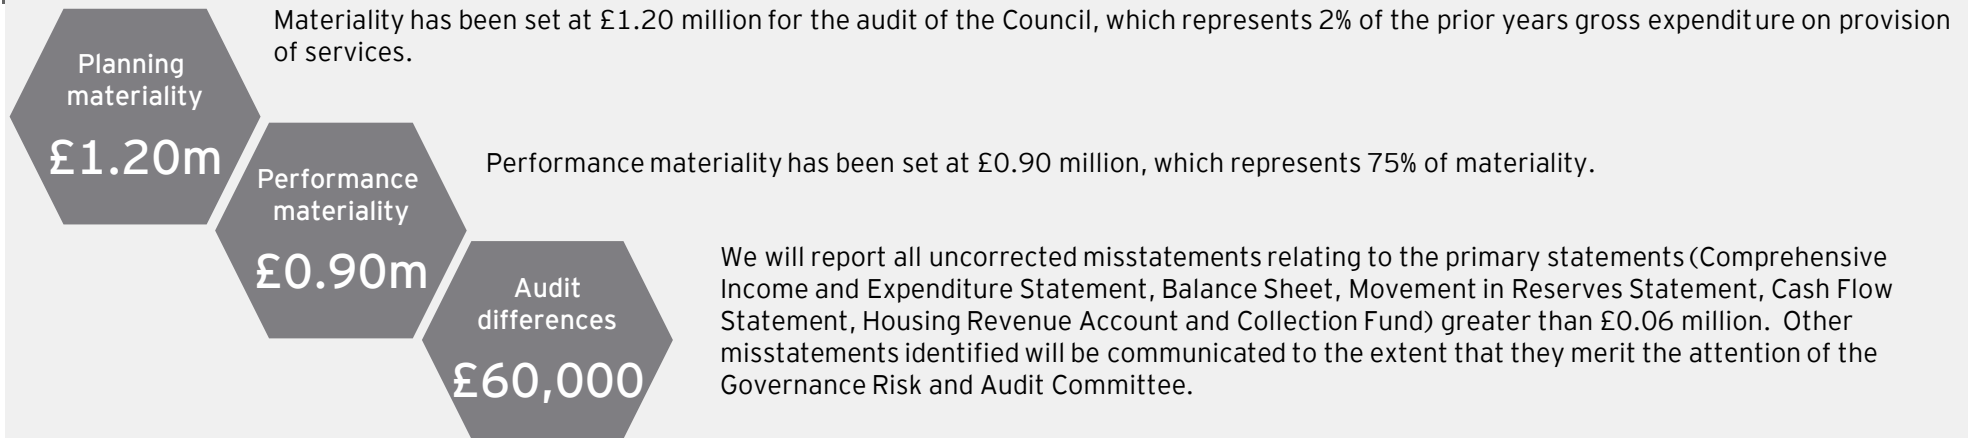 Materiality has been set at £1.20 million for the audit of the Council, which represents 2% of the prior years gross expenditure on provision
of services.
Planning
materiality
£1.20m
Performance materiality has been set at £0.90 million, which represents 75% of materiality.
Performance
materiality
£0.90m
We will report all uncorrected misstatements relating to the primary statements (Comprehensive
Income and Expenditure Statement, Balance Sheet, Movement in Reserves Statement, Cash Flow
Statement, Housing Revenue Account and Collection Fund) greater than £0.06 million.  Other
misstatements identified will be communicated to the extent that they merit the attention of the
Governance Risk and Audit Committee.
Audit
differences
£60,000